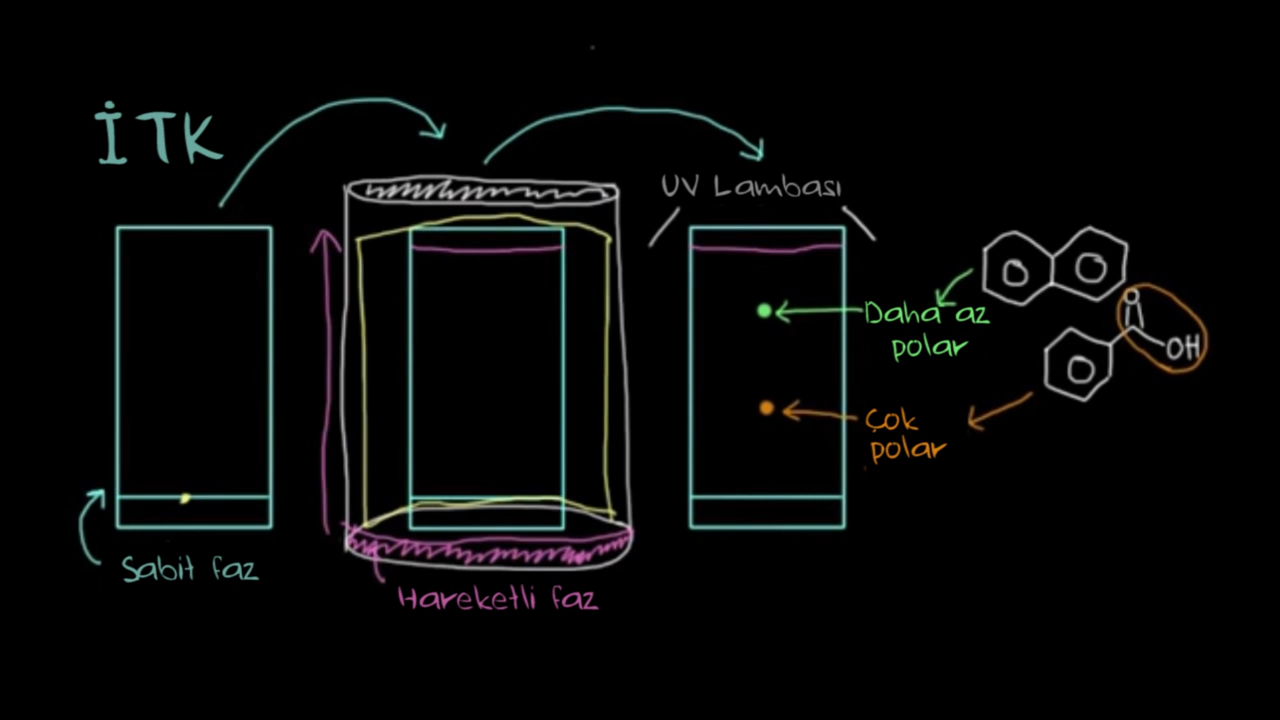 İTK
UV Lambası
Daha az
polar
O
OH
Çok
polar
Sabit faz
Hareketli faz